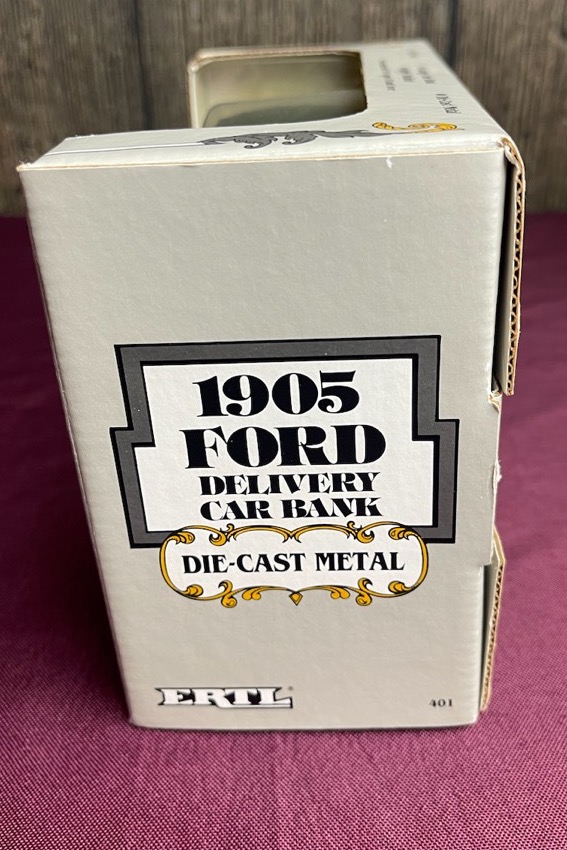 1905
FORD
DELIVERY
CAR BANK
DIE-CAST METAL
ERTL
401